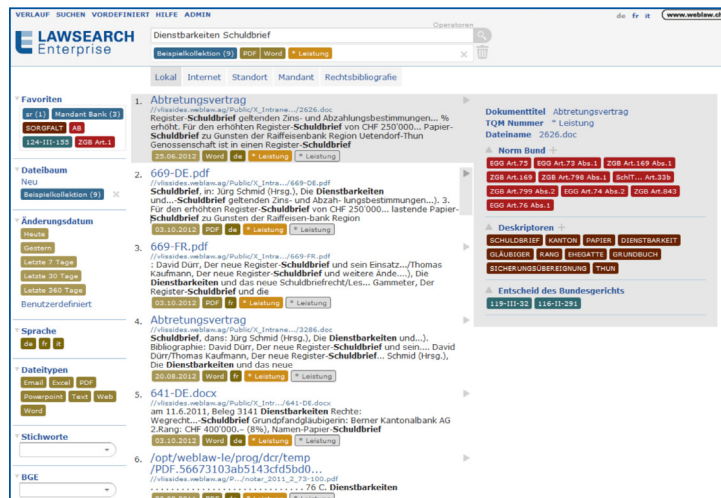 VERLAUF SUCHEN VORDEFINIERT HILFE ADMIN
de fr it
(www.weblaw.ch
LAWSEARCH
Enterprise
Operatoren
Dienstbarkeiten Schuldbrief
Beispielkollektion (9) PDF Word * Leistung
Lokal Internet Standort Mandant Rechtsbibliografie
Favoriten
sr (1) Mandant Bank (3)
SORGFALT AB
124-III-155 ZGB Art.1
Dateibaum
Neu
Beispielkollektion (9)
Änderungsdatum
Heute
Gestern
Letzte 7 Tage
Letzte 30 Tage
Letzte 360 Tage
Benutzerdefiniert
Sprache
de fr it
Dateitypen
Email Excel PDF
Powerpoint Text Web
Word
Stichworte
BGE
1. Abtretungsvertrag
//vlissides.weblaw.ag/Public/X_Intrane.../2626.doc
Register-Schuldbrief geltenden Zins- und Abzahlungsbestimmungen... %
erhöht. Für den erhöhten Register-Schuldbrief von CHF 250'000... Papier-
Schuldbrief zu Gunsten der Raiffeisenbank Region Uetendorf-Thun
Genossenschaft ist in einen Register-Schuldbrief
25.06.2012 Word de * Leistung * Leistung
2. 669-DE.pdf
//vlissides.weblaw.ag/Public/X_Intra.../669-DE.pdf
Schuldbrief, in: Jürg Schmid (Hrsg.), Die Dienstbarkeiten
und...-Schuldbrief geltenden Zins- und Abzah- lungsbestimmungen...). 3.
Für den erhöhten Register-Schuldbrief von CHF 250'000... lastende Papier-
Schuldbrief zu Gunsten der Raiffeisen-bank Region
03.10.2012 PDF de * Leistung * Leistung
3. 669-FR.pdf
//vlissides.weblaw.ag/Public/X_Intra.../669-FR.pdf
: David Dürr, Der neue Register-Schuldbrief und sein Einsatz.../Thomas
Kaufmann, Der neue Register-Schuldbrief und weitere Ände....), Die
Dienstbarkeiten und das neue Schuldbriefrecht/Les... Gammeter, Der
Register-Schuldbrief und die
03.10.2012 PDF fr * Leistung * Leistung
4. Abtretungsvertrag
//vlissides.weblaw.ag/Public/X_Intrane.../3286.doc
Schuldbrief, dans: Jürg Schmid (Hrsg.), Die Dienstbarkeiten und...).
Bibliographie: David Dürr, Der neue Register-Schuldbrief und sein.... David
Dürr/Thomas Kaufmann, Der neue Register-Schuldbrief... Schmid (Hrsg.),
Die Dienstbarkeiten und das neue
20.08.2012 Word fr * Leistung * Leistung
5. 641-DE.docx
//vlissides.weblaw.ag/Public/X_Intr.../641-DE.docx
am 11.6.2011, Beleg 3141 Dienstbarkeiten Rechte:
Wegrecht...-Schuldbrief Grundpfandgläubigerin: Berner Kantonalbank AG
2.Rang: CHF 400'000.– (8%), Namen-Papier-Schuldbrief
03.10.2012 Word de * Leistung * Leistung
6. /opt/weblaw-le/prog/dcr/temp
/PDF.56673103ab5143cfd5bd0...
//vlissides.weblaw.ag/P.../notar_2011_2_73-100.pdf
. . . . . . . . . . . . . . . . . . . . . . . . . . . . 76 C. Dienstbarkeiten
Dokumenttitel Abtretungsvertrag
TQM Nummer * Leistung
Dateiname 2626.doc
Norm Bund
EGG Art.75 EGG Art.73 Abs.1 ZGB Art.169 Abs.1
ZGB Art.169 ZGB Art.798 Abs.1 SchlT... Art.33b
ZGB Art.799 Abs.2 EGG Art.74 Abs.2 ZGB Art.843
EGG Art.76 Abs.1
Deskriptoren
SCHULDBRIEF KANTON PAPIER DIENSTBARKEIT
GLÄUBIGER RANG EHEGATTE GRUNDBUCH
SICHERUNGSÜBEREIGNUNG THUN
Entscheid des Bundesgerichts
119-III-32 116-II-291